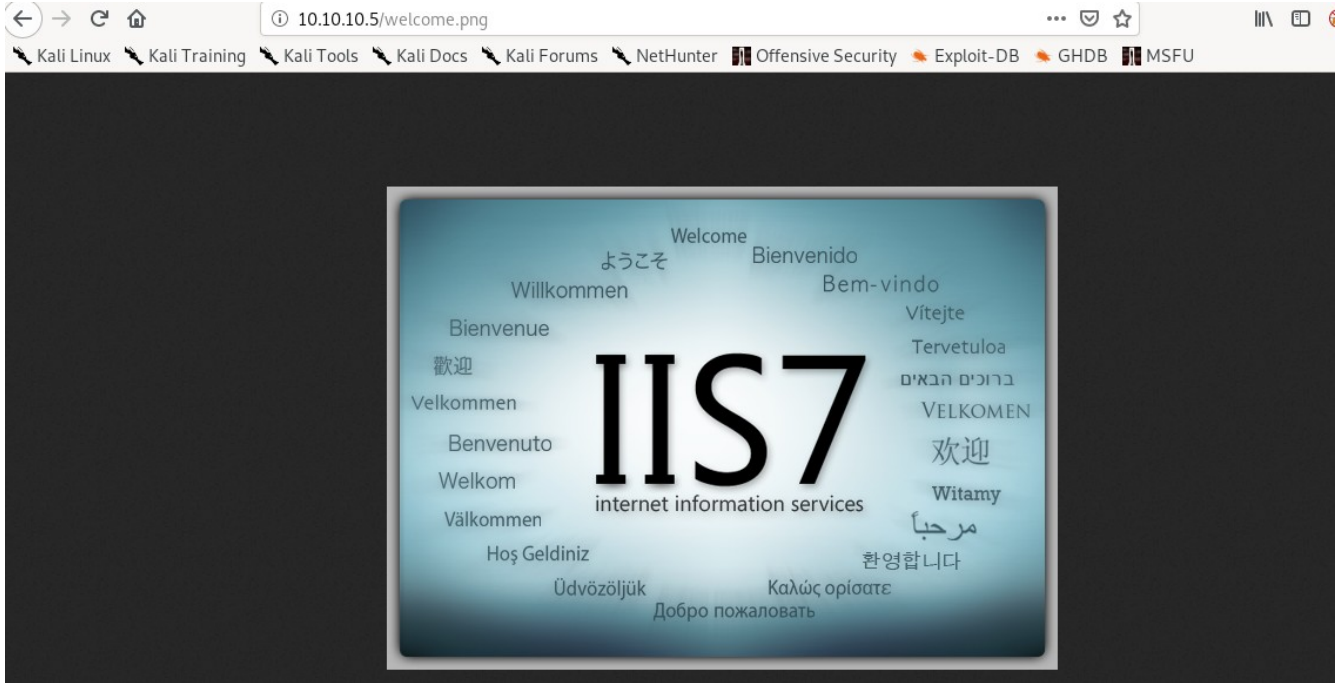 10.10.10.5/welcome.png
Kali Linux Kali Training Kali Tools Kali Docs Kali Forums NetHunter Offensive Security Exploit-DB GHDB MSFU
Welcome
ようこそ
Bienvenido
Willkommen
Bem-vindo
Bienvenue
Vítejte
歡迎
Tervetuloa
ברוכים הבאים
Velkommen
VELKOMEN
IIS7
Benvenuto
欢迎
Welkom
internet information services
Witamy
Välkommen
مرحباً
Hoş Geldiniz
환영합니다
Üdvözöljük
Καλώς ορίσατε
Добро пожаловать